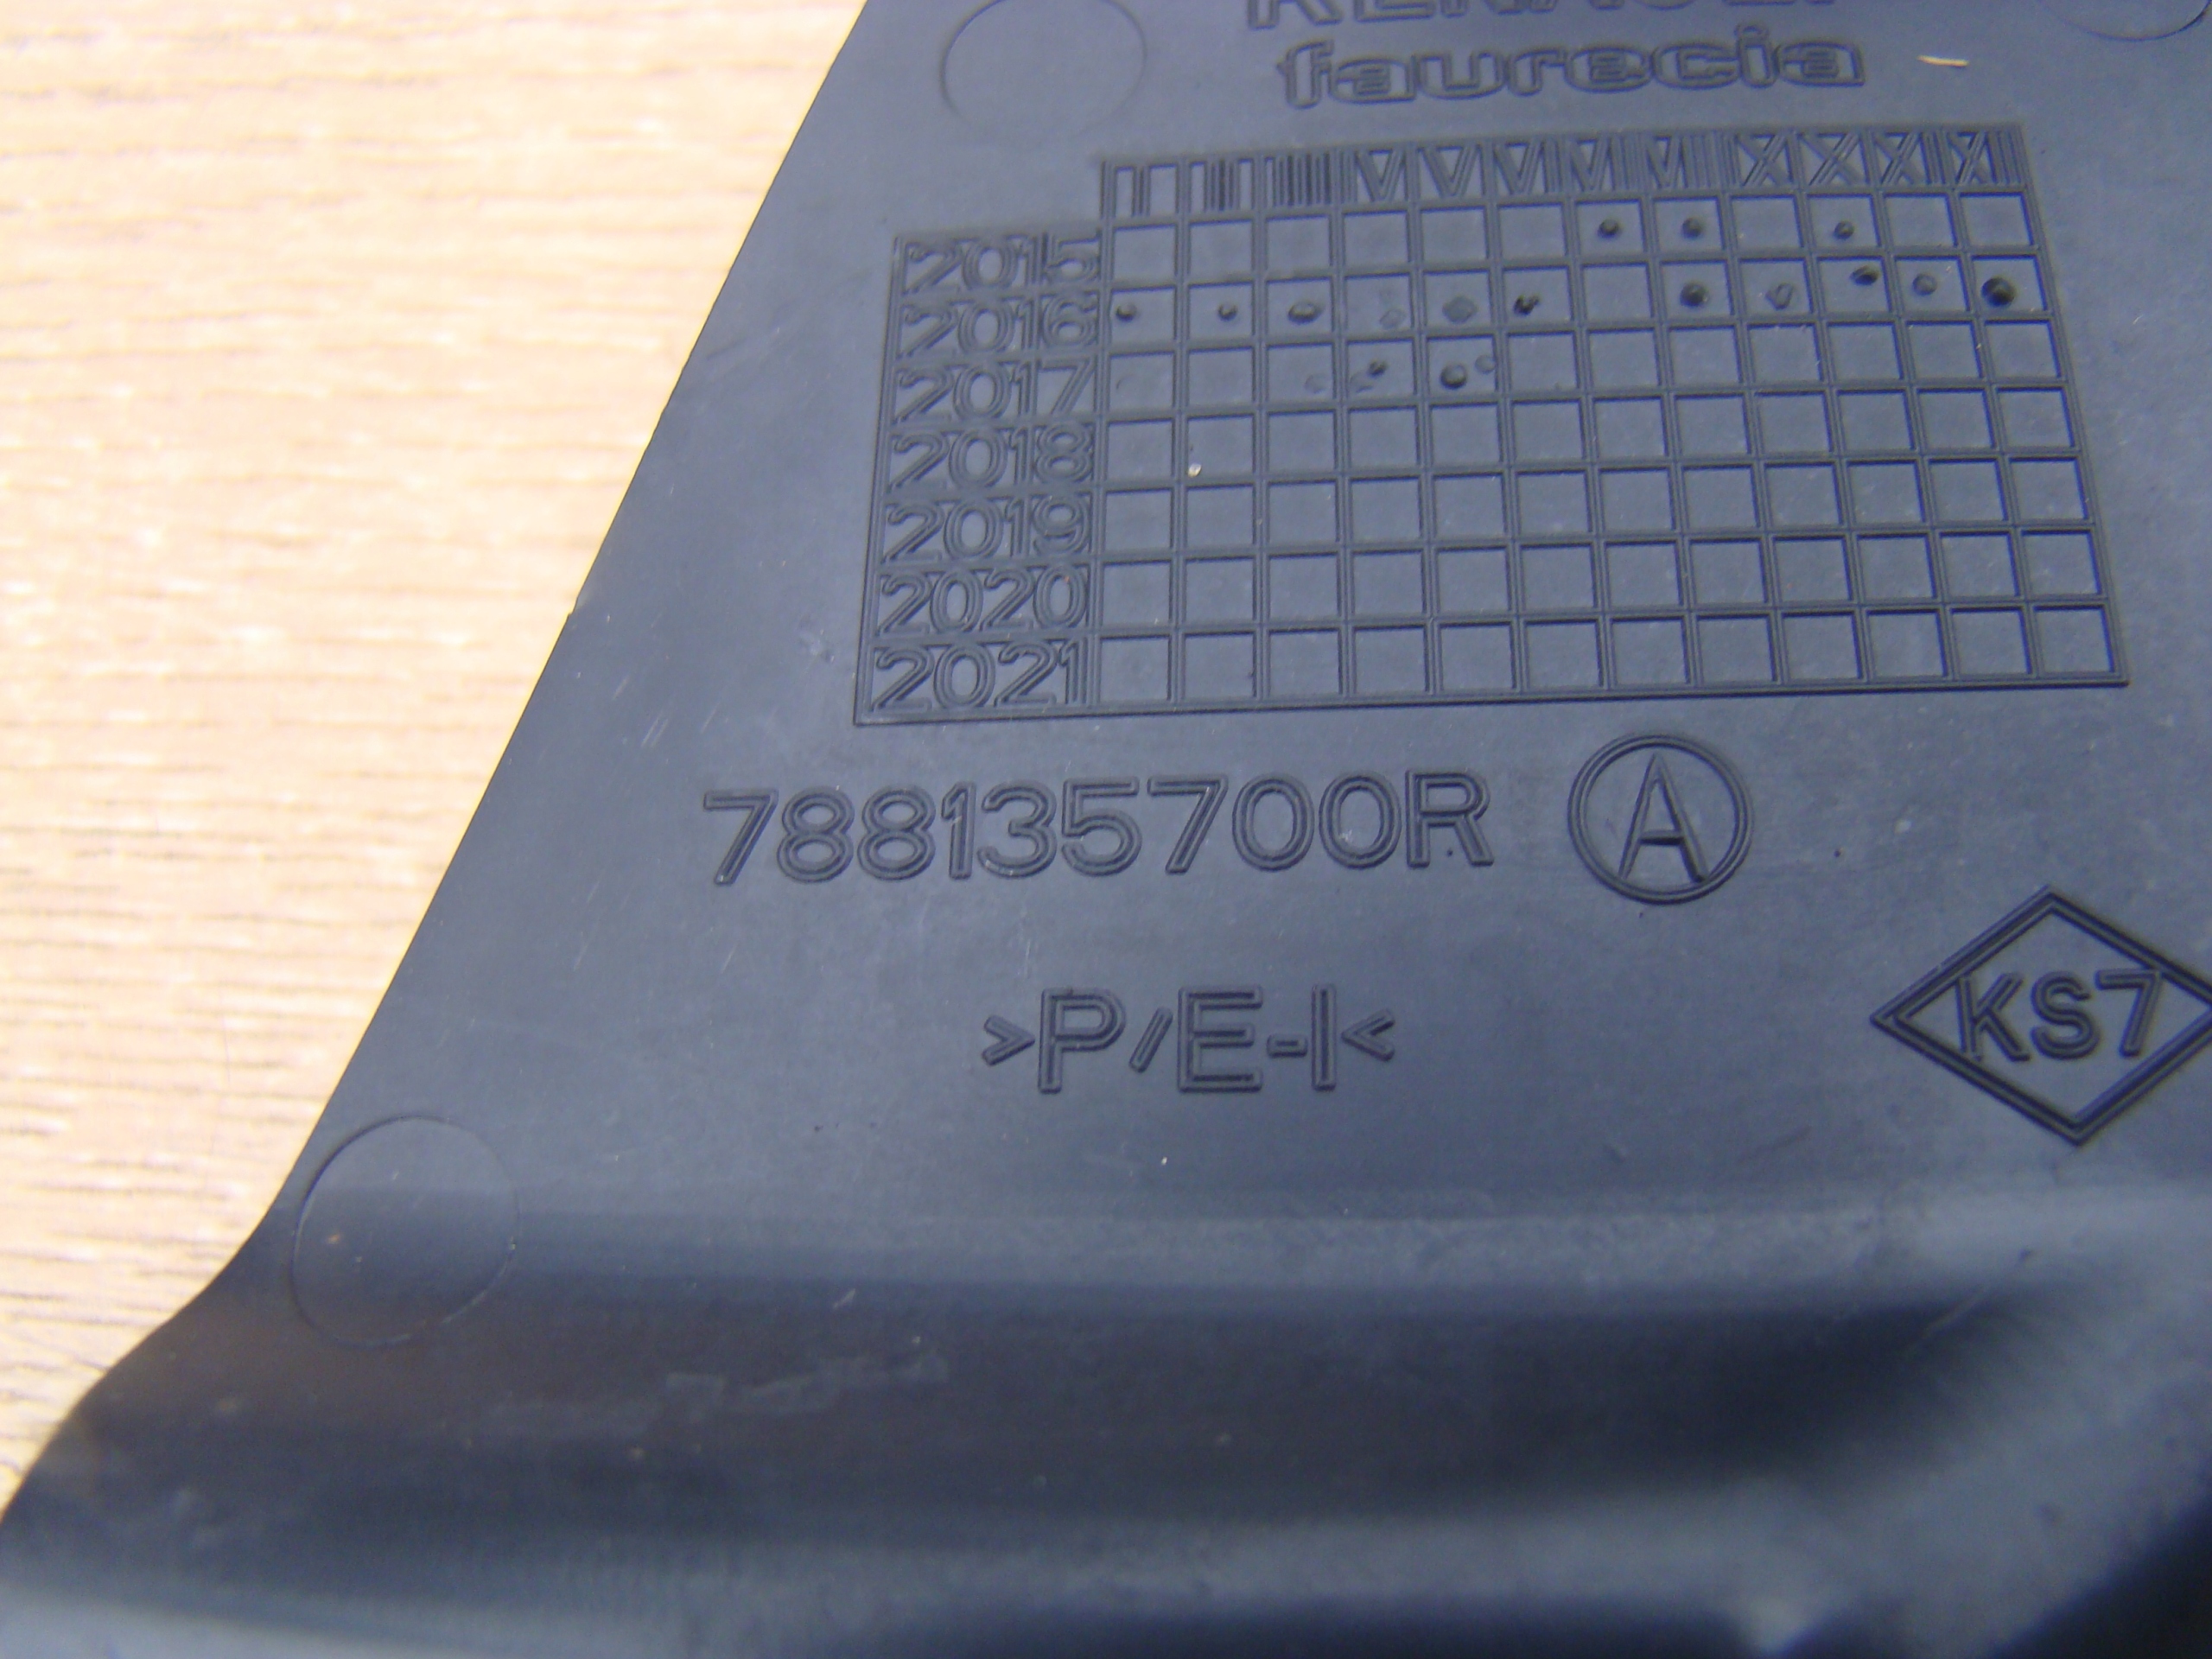 RENAULT
faurecia
I II III IV V VI VII VIII IX X XI XII
2015
2016
2017
2018
2019
2020
2021
788135700R A
>P/E-I<
KS7